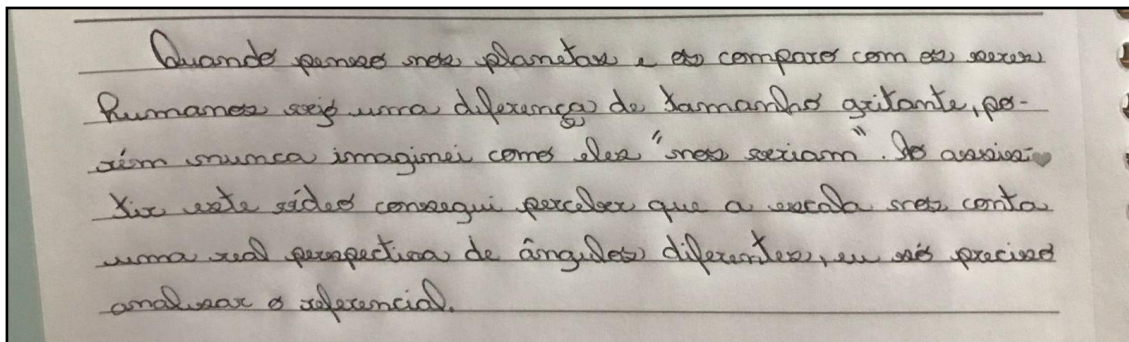 Quando penso nos planetas e os comparo com os seres
humanos vejo uma diferença de tamanho gritante, po-
rém nunca imaginei como eles "nos veriam". Ao assis-
tir este vídeo consegui perceber que a escala nos conta
uma real perspectiva de ângulos diferentes, eu só preciso
analisar o referencial.